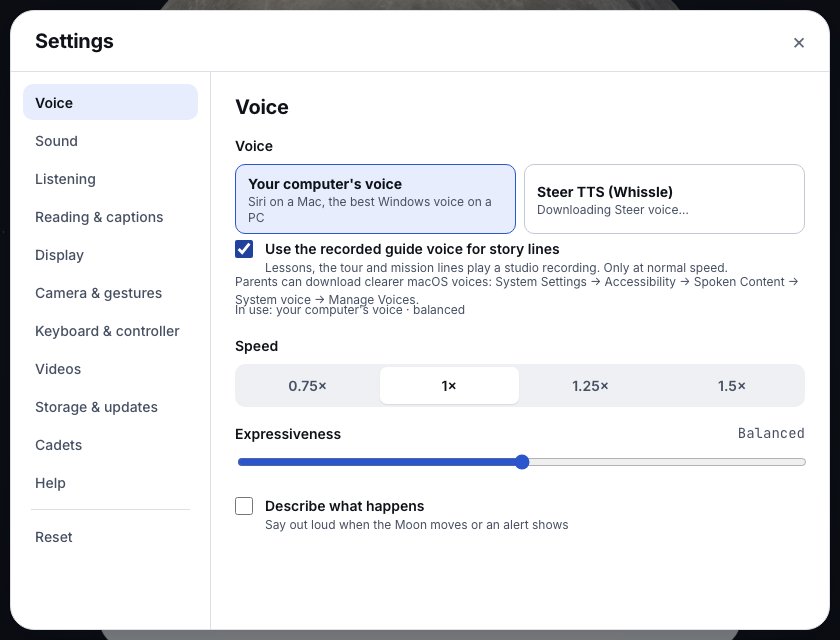 Settings
×
Voice
Sound
Listening
Reading & captions
Display
Camera & gestures
Keyboard & controller
Videos
Storage & updates
Cadets
Help
Reset
Voice
Voice
Your computer's voice
Siri on a Mac, the best Windows voice on a
PC
Steer TTS (Whissle)
Downloading Steer voice...
Use the recorded guide voice for story lines
Lessons, the tour and mission lines play a studio recording. Only at normal speed.
Parents can download clearer macOS voices: System Settings → Accessibility → Spoken Content →
System voice → Manage Voices.
In use: your computer's voice · balanced
Speed
0.75×
1×
1.25×
1.5×
Expressiveness
Balanced
Describe what happens
Say out loud when the Moon moves or an alert shows